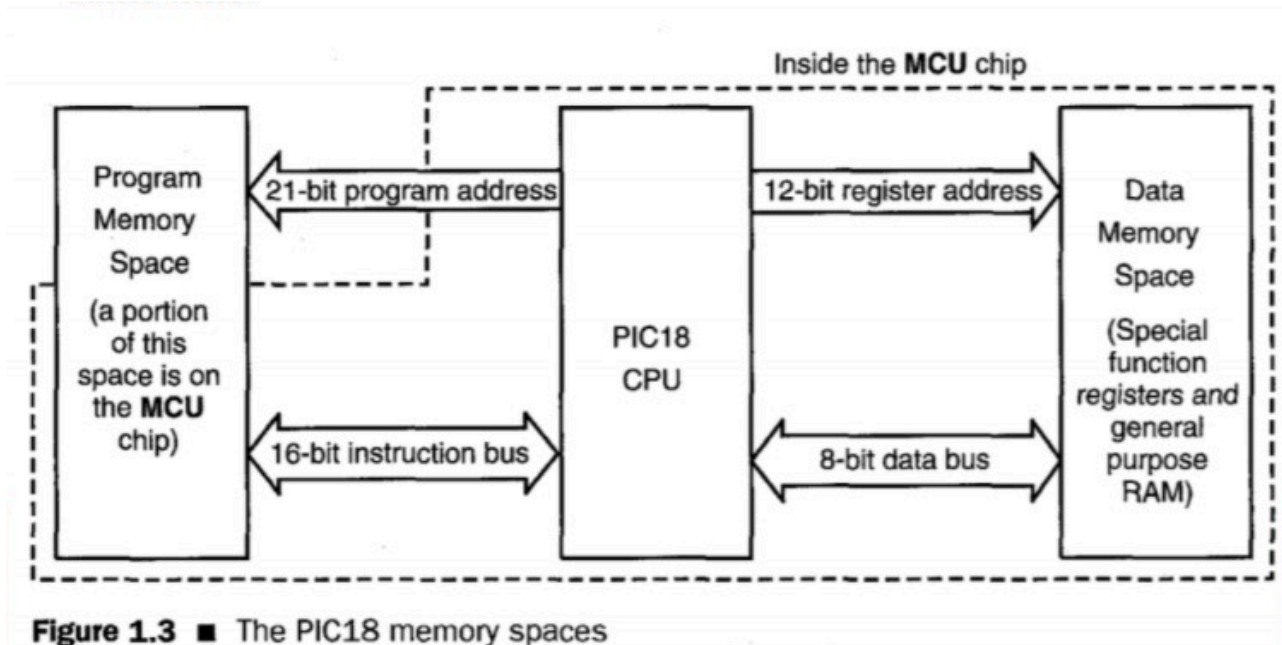 Inside the MCU chip
Program
Memory
Space
(a portion
of this
space is on
the MCU
chip)
21-bit program address
16-bit instruction bus
PIC18
CPU
12-bit register address
8-bit data bus
Data
Memory
Space
(Special
function
registers and
general
purpose
RAM)
Figure 1.3 ■ The PIC18 memory spaces